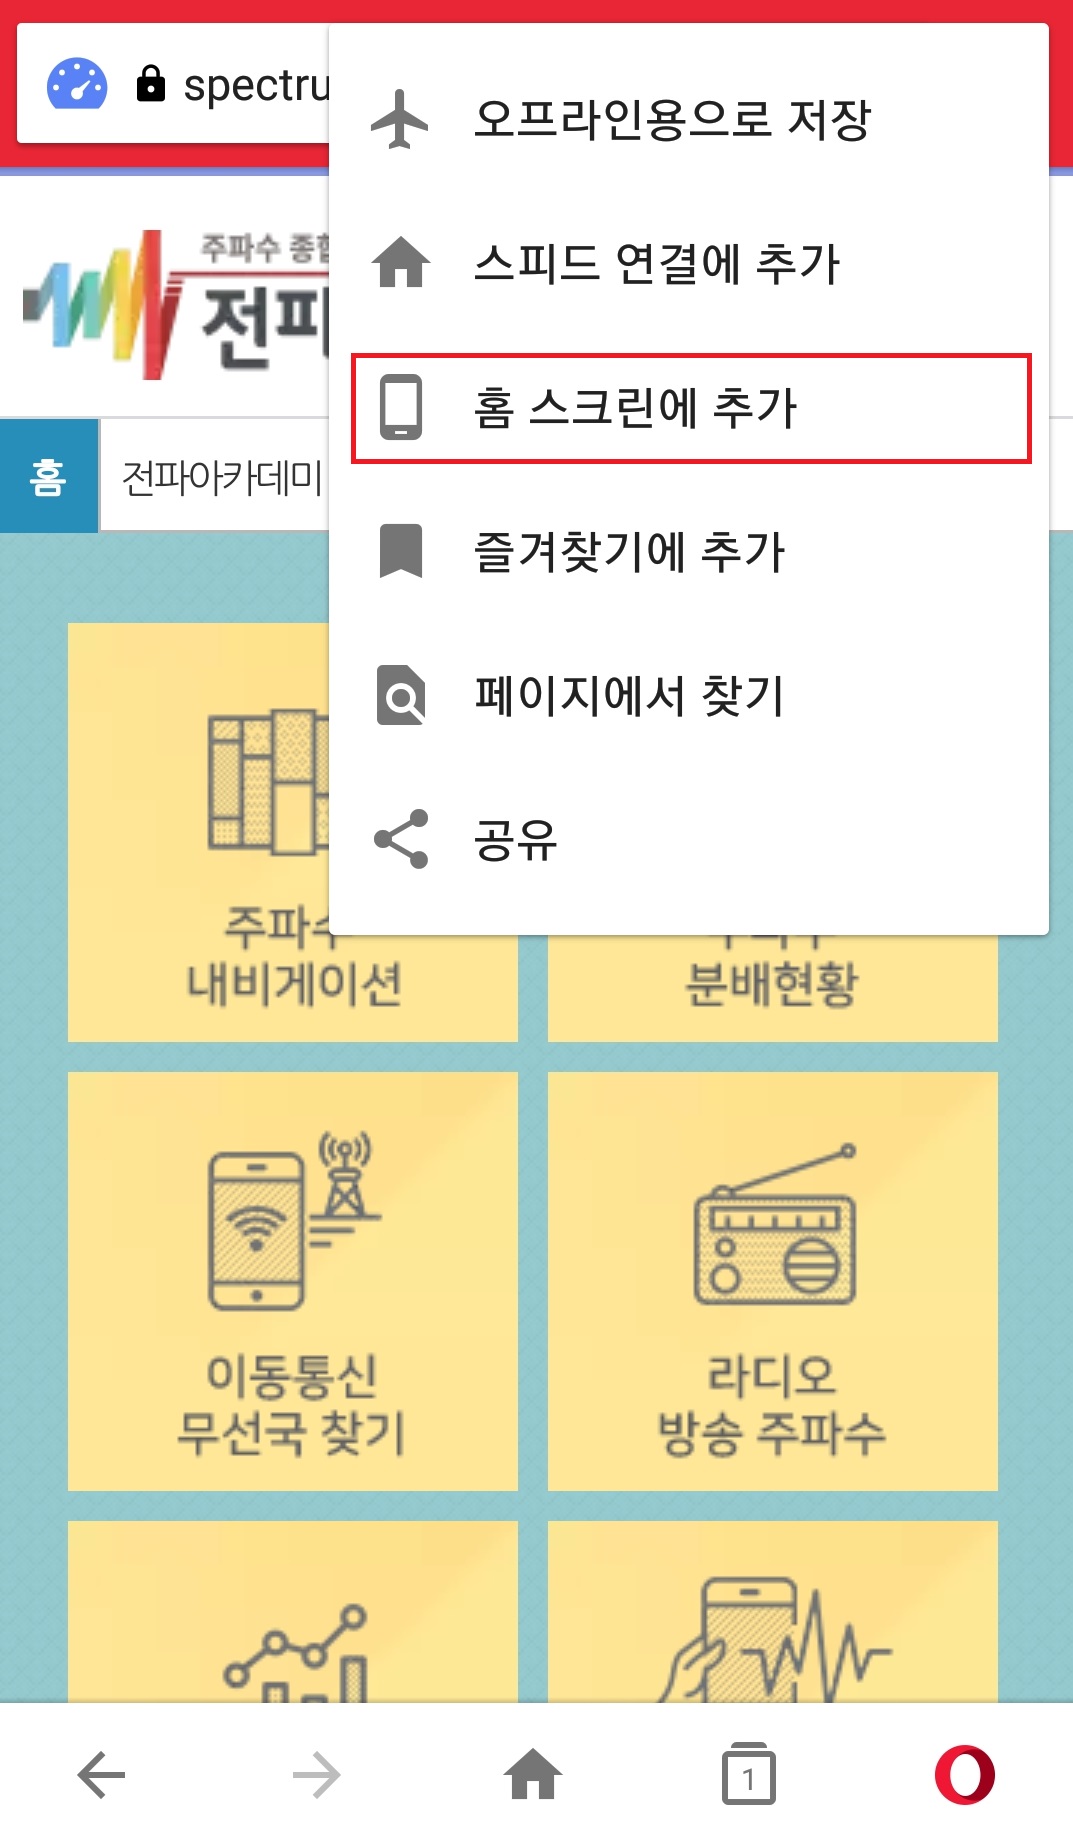 spectru
오프라인용으로 저장
스피드 연결에 추가
홈 스크린에 추가
즐겨찾기에 추가
페이지에서 찾기
공유
주파수
전파
홈 전파아카데미
주파수
내비게이션
분배현황
이동통신
무선국 찾기
라디오
방송 주파수
1